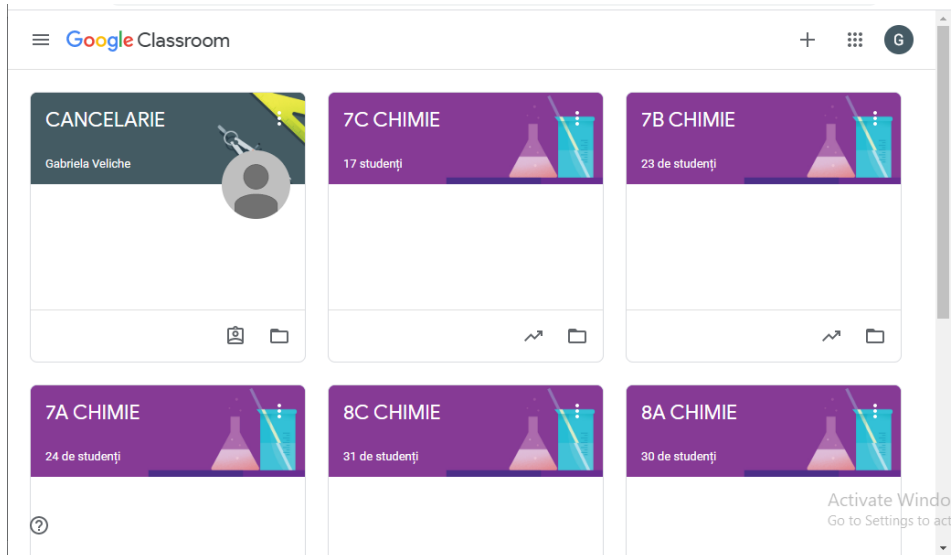 Google Classroom
G
CANCELARIE
Gabriela Veliche
7C CHIMIE
17 studenți
7B CHIMIE
23 de studenți
7A CHIMIE
24 de studenți
8C CHIMIE
31 de studenți
8A CHIMIE
30 de studenți
Activate Windo
Go to Settings to act